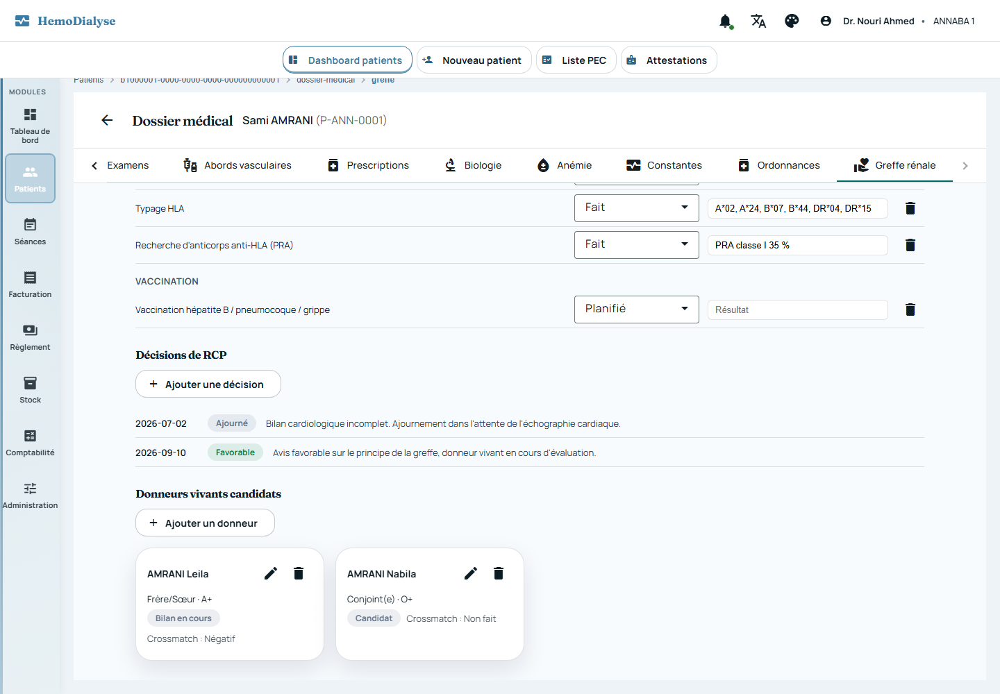 HemoDialyse
Dr. Nouri Ahmed • ANNABA 1
Dashboard patients
Nouveau patient
Liste PEC
Attestations
Patients > b1000001-0000-0000-0000-000000000001 > dossier-medical > greffe
MODULES
Tableau de bord
Patients
Séances
Facturation
Règlement
Stock
Comptabilité
Administration
Dossier médical Sami AMRANI (P-ANN-0001)
Examens
Abords vasculaires
Prescriptions
Biologie
Anémie
Constantes
Ordonnances
Greffe rénale
Typage HLA Fait A*02, A*24, B*07, B*44, DR*04, DR*15
Recherche d'anticorps anti-HLA (PRA) Fait PRA classe I 35 %
VACCINATION
Vaccination hépatite B / pneumocoque / grippe Planifié Résultat
Décisions de RCP
+ Ajouter une décision
2026-07-02 Ajourné Bilan cardiologique incomplet. Ajournement dans l'attente de l'échographie cardiaque.
2026-09-10 Favorable Avis favorable sur le principe de la greffe, donneur vivant en cours d'évaluation.
Donneurs vivants candidats
+ Ajouter un donneur
AMRANI Leila
Frère/Sœur · A+
Bilan en cours
Crossmatch : Négatif
AMRANI Nabila
Conjoint(e) · O+
Candidat Crossmatch : Non fait